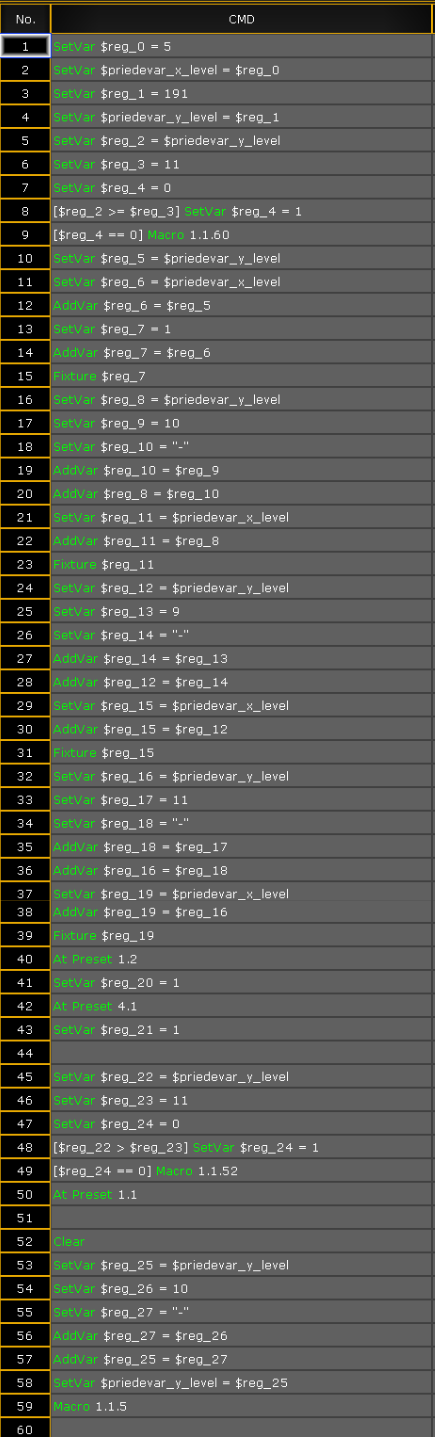 No. CMD
1 SetVar $reg_0 = 5
2 SetVar $priedevar_x_level = $reg_0
3 SetVar $reg_1 = 191
4 SetVar $priedevar_y_level = $reg_1
5 SetVar $reg_2 = $priedevar_y_level
6 SetVar $reg_3 = 11
7 SetVar $reg_4 = 0
8 [$reg_2 >= $reg_3] SetVar $reg_4 = 1
9 [$reg_4 == 0] Macro 1.1.60
10 SetVar $reg_5 = $priedevar_y_level
11 SetVar $reg_6 = $priedevar_x_level
12 AddVar $reg_6 = $reg_5
13 SetVar $reg_7 = 1
14 AddVar $reg_7 = $reg_6
15 Fixture $reg_7
16 SetVar $reg_8 = $priedevar_y_level
17 SetVar $reg_9 = 10
18 SetVar $reg_10 = "-"
19 AddVar $reg_10 = $reg_9
20 AddVar $reg_8 = $reg_10
21 SetVar $reg_11 = $priedevar_x_level
22 AddVar $reg_11 = $reg_8
23 Fixture $reg_11
24 SetVar $reg_12 = $priedevar_y_level
25 SetVar $reg_13 = 9
26 SetVar $reg_14 = "-"
27 AddVar $reg_14 = $reg_13
28 AddVar $reg_12 = $reg_14
29 SetVar $reg_15 = $priedevar_x_level
30 AddVar $reg_15 = $reg_12
31 Fixture $reg_15
32 SetVar $reg_16 = $priedevar_y_level
33 SetVar $reg_17 = 11
34 SetVar $reg_18 = "-"
35 AddVar $reg_18 = $reg_17
36 AddVar $reg_16 = $reg_18
37 SetVar $reg_19 = $priedevar_x_level
38 AddVar $reg_19 = $reg_16
39 Fixture $reg_19
40 At Preset 1.2
41 SetVar $reg_20 = 1
42 At Preset 4.1
43 SetVar $reg_21 = 1
44
45 SetVar $reg_22 = $priedevar_y_level
46 SetVar $reg_23 = 11
47 SetVar $reg_24 = 0
48 [$reg_22 > $reg_23] SetVar $reg_24 = 1
49 [$reg_24 == 0] Macro 1.1.52
50 At Preset 1.1
51
52 Clear
53 SetVar $reg_25 = $priedevar_y_level
54 SetVar $reg_26 = 10
55 SetVar $reg_27 = "-"
56 AddVar $reg_27 = $reg_26
57 AddVar $reg_25 = $reg_27
58 SetVar $priedevar_y_level = $reg_25
59 Macro 1.1.5
60